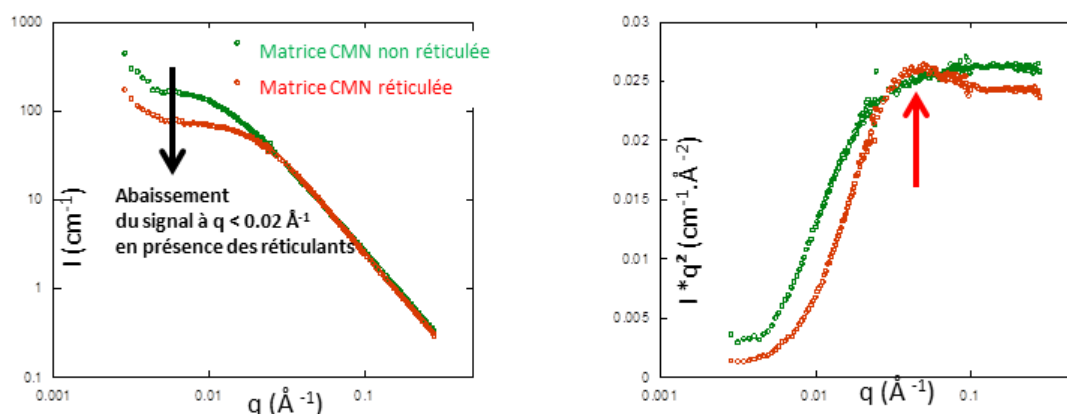 1000
100
10
1
0.1
0.001
0.01
0.1
I (cm⁻¹)
q (Å⁻¹)
Matrice CMN non réticulée
Matrice CMN réticulée
Abaissement
du signal à q < 0.02 Å⁻¹
en présence des réticulants
0.03
0.025
0.02
0.015
0.01
0.005
0
0.01
0.1
I *q² (cm⁻¹.Å⁻²)
q (Å⁻¹)